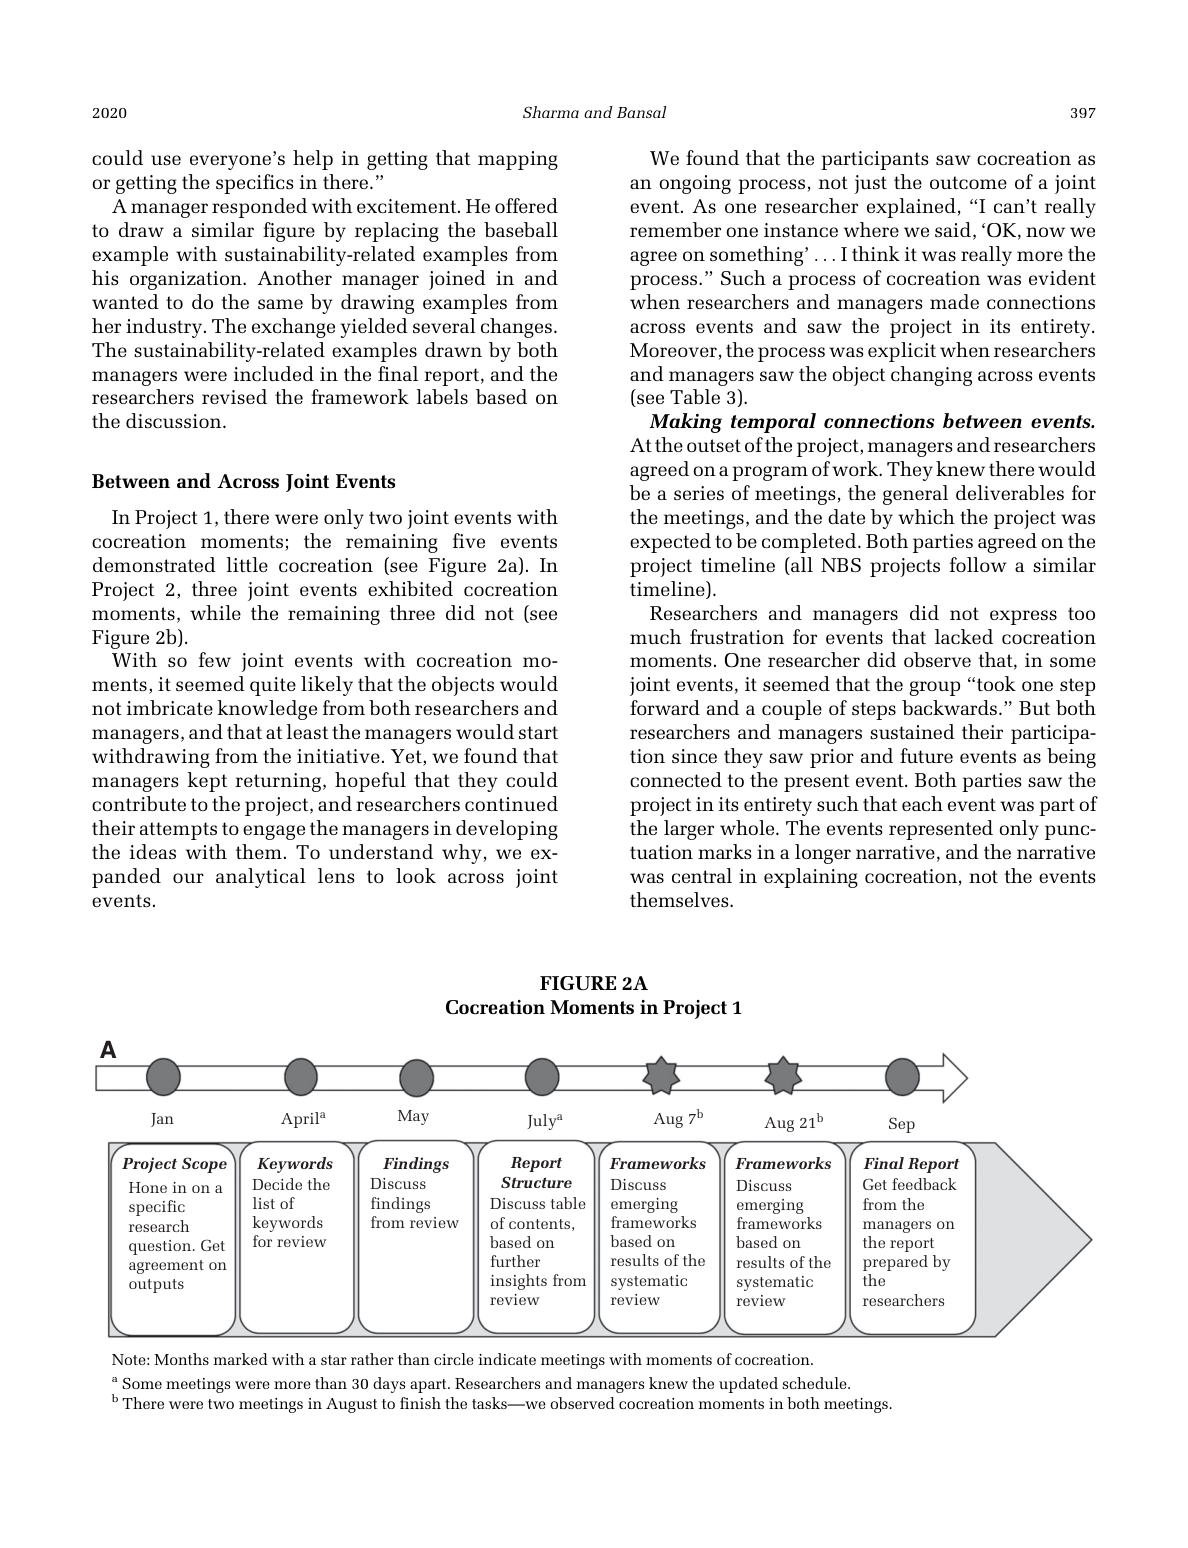 2020
Sharma and Bansal
397
could use everyone’s help in getting that mapping
or getting the specifics in there.”
A manager responded with excitement. He offered
to draw a similar figure by replacing the baseball
example with sustainability-related examples from
his organization. Another manager joined in and
wanted to do the same by drawing examples from
her industry. The exchange yielded several changes.
The sustainability-related examples drawn by both
managers were included in the final report, and the
researchers revised the framework labels based on
the discussion.
Between and Across Joint Events
In Project 1, there were only two joint events with
cocreation moments; the remaining five events
demonstrated little cocreation (see Figure 2a). In
Project 2, three joint events exhibited cocreation
moments, while the remaining three did not (see
Figure 2b).
With so few joint events with cocreation mo-
ments, it seemed quite likely that the objects would
not imbricate knowledge from both researchers and
managers, and that at least the managers would start
withdrawing from the initiative. Yet, we found that
managers kept returning, hopeful that they could
contribute to the project, and researchers continued
their attempts to engage the managers in developing
the ideas with them. To understand why, we ex-
panded our analytical lens to look across joint
events.
We found that the participants saw cocreation as
an ongoing process, not just the outcome of a joint
event. As one researcher explained, “I can’t really
remember one instance where we said, ‘OK, now we
agree on something’ . . . I think it was really more the
process.” Such a process of cocreation was evident
when researchers and managers made connections
across events and saw the project in its entirety.
Moreover, the process was explicit when researchers
and managers saw the object changing across events
(see Table 3).
Making temporal connections between events.
At the outset of the project, managers and researchers
agreed on a program of work. They knew there would
be a series of meetings, the general deliverables for
the meetings, and the date by which the project was
expected to be completed. Both parties agreed on the
project timeline (all NBS projects follow a similar
timeline).
Researchers and managers did not express too
much frustration for events that lacked cocreation
moments. One researcher did observe that, in some
joint events, it seemed that the group “took one step
forward and a couple of steps backwards.” But both
researchers and managers sustained their participa-
tion since they saw prior and future events as being
connected to the present event. Both parties saw the
project in its entirety such that each event was part of
the larger whole. The events represented only punc-
tuation marks in a longer narrative, and the narrative
was central in explaining cocreation, not the events
themselves.
FIGURE 2A
Cocreation Moments in Project 1
A
Jan
Aprilᵃ
May
Julyᵃ
Aug 7ᵇ
Aug 21ᵇ
Sep
Project Scope
Hone in on a
specific
research
question. Get
agreement on
outputs
Keywords
Decide the
list of
keywords
for review
Findings
Discuss
findings
from review
Report
Structure
Discuss table
of contents,
based on
further
insights from
review
Frameworks
Discuss
emerging
frameworks
based on
results of the
systematic
review
Frameworks
Discuss
emerging
frameworks
based on
results of the
systematic
review
Final Report
Get feedback
from the
managers on
the report
prepared by
the
researchers
Note: Months marked with a star rather than circle indicate meetings with moments of cocreation.
ᵃ Some meetings were more than 30 days apart. Researchers and managers knew the updated schedule.
ᵇ There were two meetings in August to finish the tasks—we observed cocreation moments in both meetings.